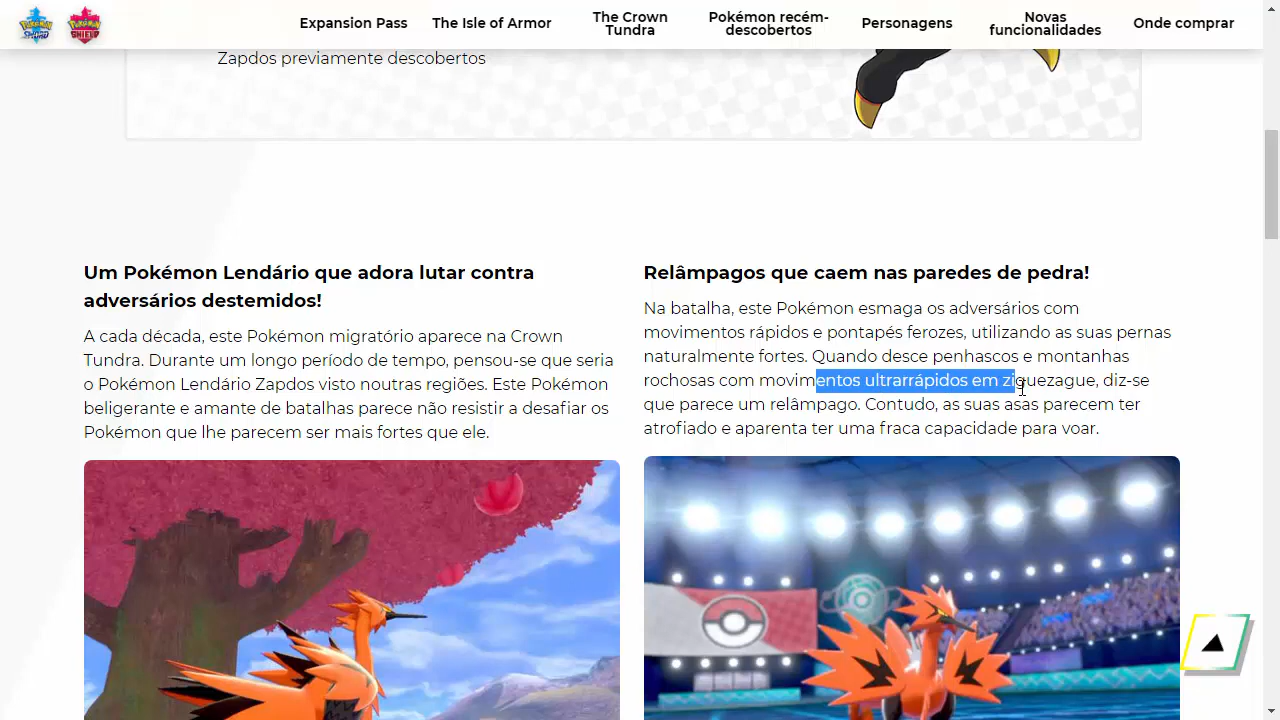 Expansion Pass
The Isle of Armor
The Crown
Tundra
Pokémon recém-
descobertos
Personagens
Novas
funcionalidades
Onde comprar
Zapdos previamente descobertos
Um Pokémon Lendário que adora lutar contra
adversários destemidos!
A cada década, este Pokémon migratório aparece na Crown
Tundra. Durante um longo período de tempo, pensou-se que seria
o Pokémon Lendário Zapdos visto noutras regiões. Este Pokémon
beligerante e amante de batalhas parece não resistir a desafiar os
Pokémon que lhe parecem ser mais fortes que ele.
Relâmpagos que caem nas paredes de pedra!
Na batalha, este Pokémon esmaga os adversários com
movimentos rápidos e pontapés ferozes, utilizando as suas pernas
naturalmente fortes. Quando desce penhascos e montanhas
rochosas com movimentos ultrarrápidos em ziguezague, diz-se
que parece um relâmpago. Contudo, as suas asas parecem ter
atrofiado e aparenta ter uma fraca capacidade para voar.